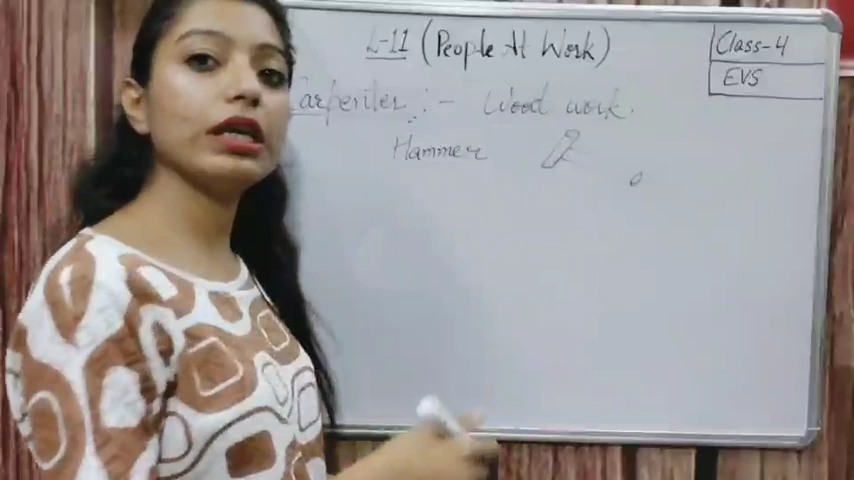 L-11 (People At Work)
Class-4
EVS
Carpenter :- Wood work.
Hammer